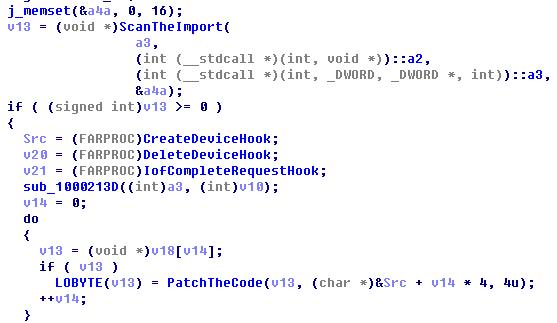 j_memset(&a4a, 0, 16);
v13 = (void *)ScanTheImport(
a3,
(int (__stdcall *)(int, void *))::a2,
(int (__stdcall *)(int, _DWORD, _DWORD *, int))::a3,
&a4a);
if ( (signed int)v13 >= 0 )
{
Src = (FARPROC)CreateDeviceHook;
v20 = (FARPROC)DeleteDeviceHook;
v21 = (FARPROC)IofCompleteRequestHook;
sub_1000213D((int)a3, (int)v10);
v14 = 0;
do
{
v13 = (void *)v18[v14];
if ( v13 )
LOBYTE(v13) = PatchTheCode(v13, (char *)&Src + v14 * 4, 4u);
++v14;
}